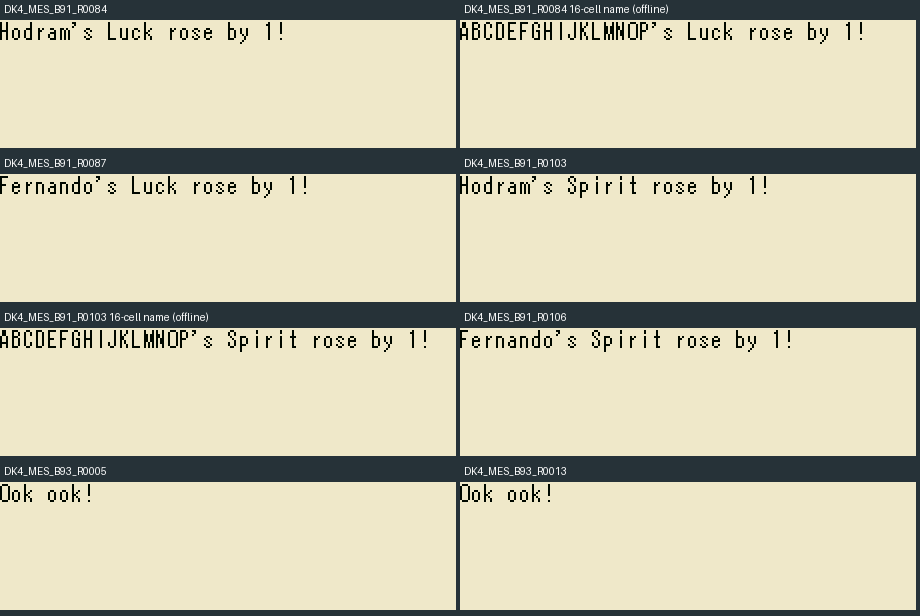 DK4_MES_B91_R0084
Hodram's Luck rose by 1!
DK4_MES_B91_R0084 16-cell name (offline)
ABCDEFGHIJKLMNOP's Luck rose by 1!
DK4_MES_B91_R0087
Fernando's Luck rose by 1!
DK4_MES_B91_R0103
Hodram's Spirit rose by 1!
DK4_MES_B91_R0103 16-cell name (offline)
ABCDEFGHIJKLMNOP's Spirit rose by 1!
DK4_MES_B91_R0106
Fernando's Spirit rose by 1!
DK4_MES_B93_R0005
Ook ook!
DK4_MES_B93_R0013
Ook ook!